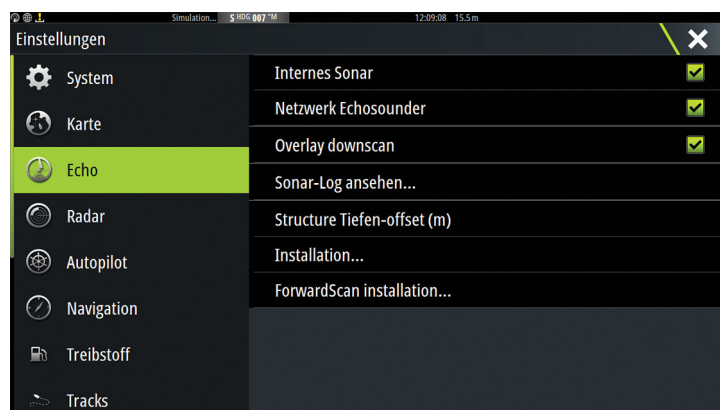 Simulation... S HDG 007 °M 12:09:08 15.5 m
Einstellungen
System
Karte
Echo
Radar
Autopilot
Navigation
Treibstoff
Tracks
Internes Sonar
Netzwerk Echosounder
Overlay downscan
Sonar-Log ansehen...
Structure Tiefen-offset (m)
Installation...
ForwardScan installation...